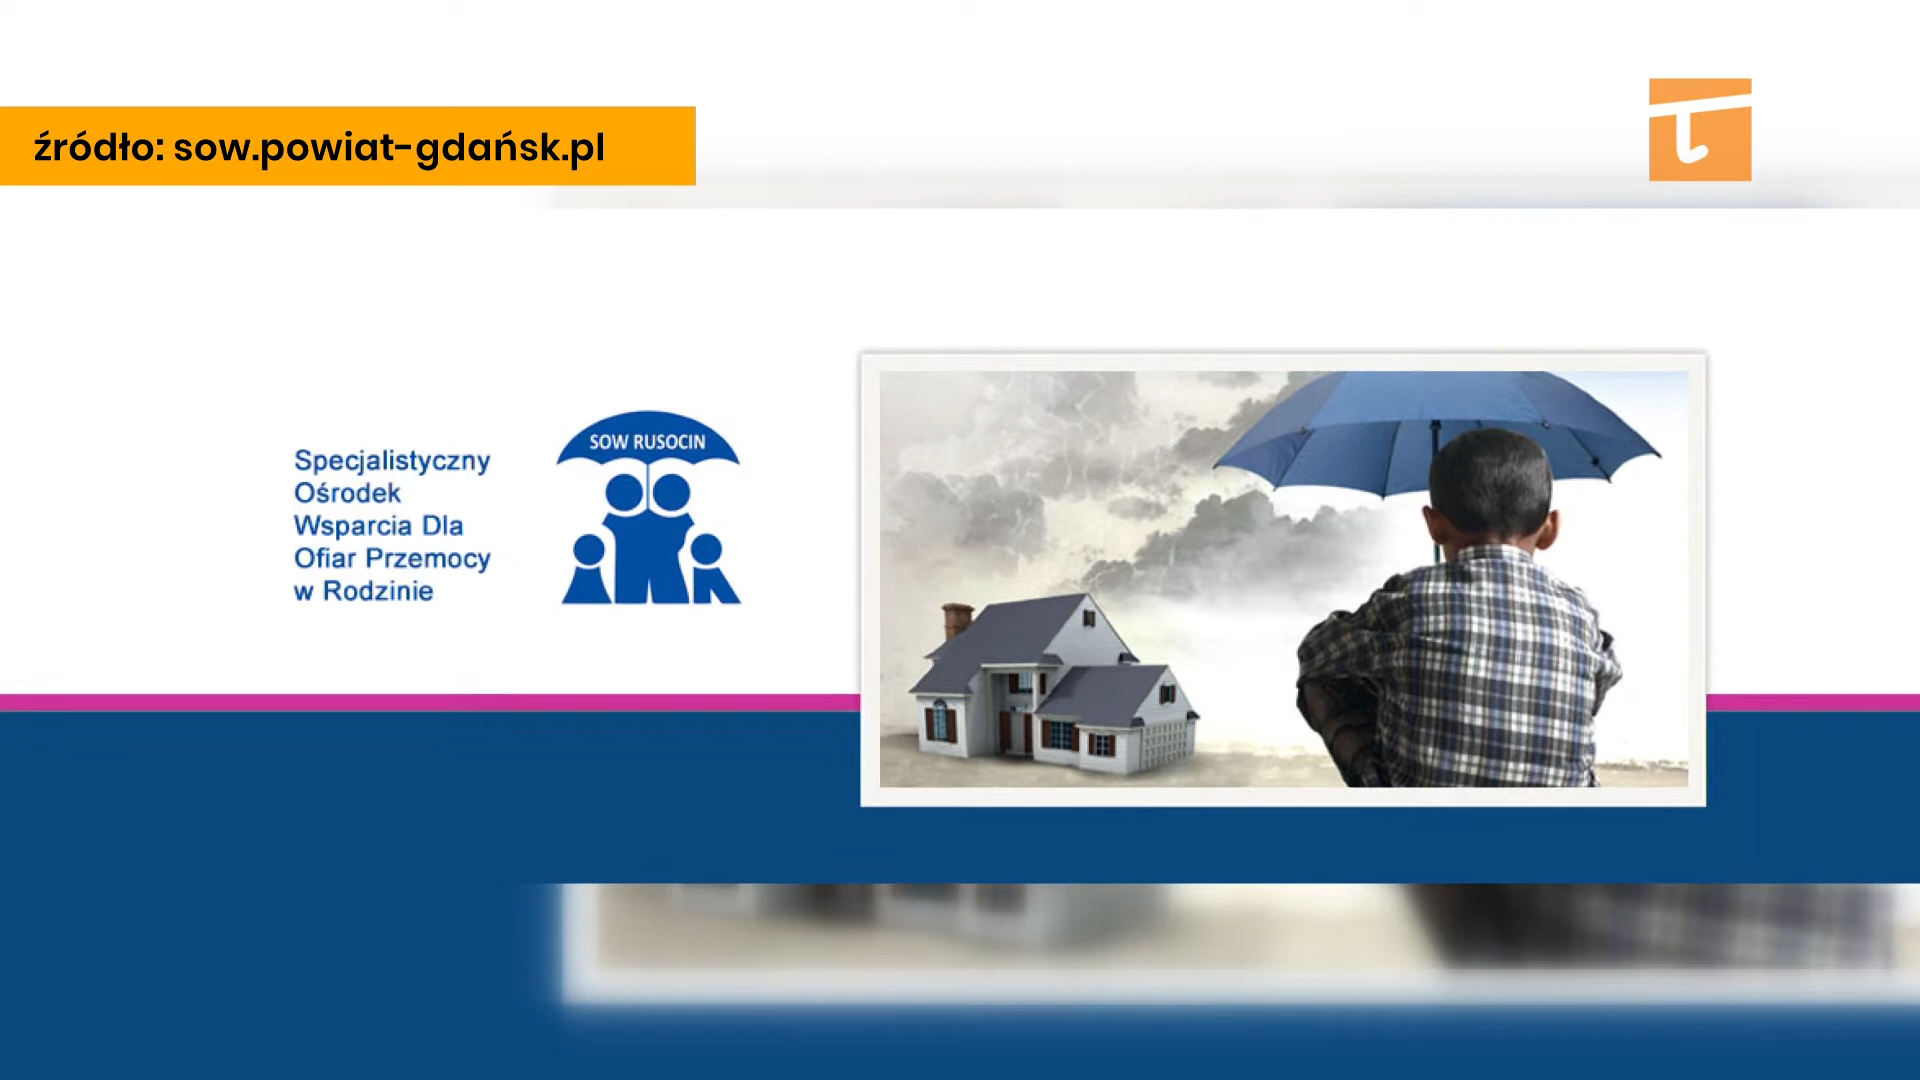 źródło: sow.powiat-gdańsk.pl
Specjalistyczny
Ośrodek
Wsparcia Dla
Ofiar Przemocy
w Rodzinie
SOW RUSOCIN